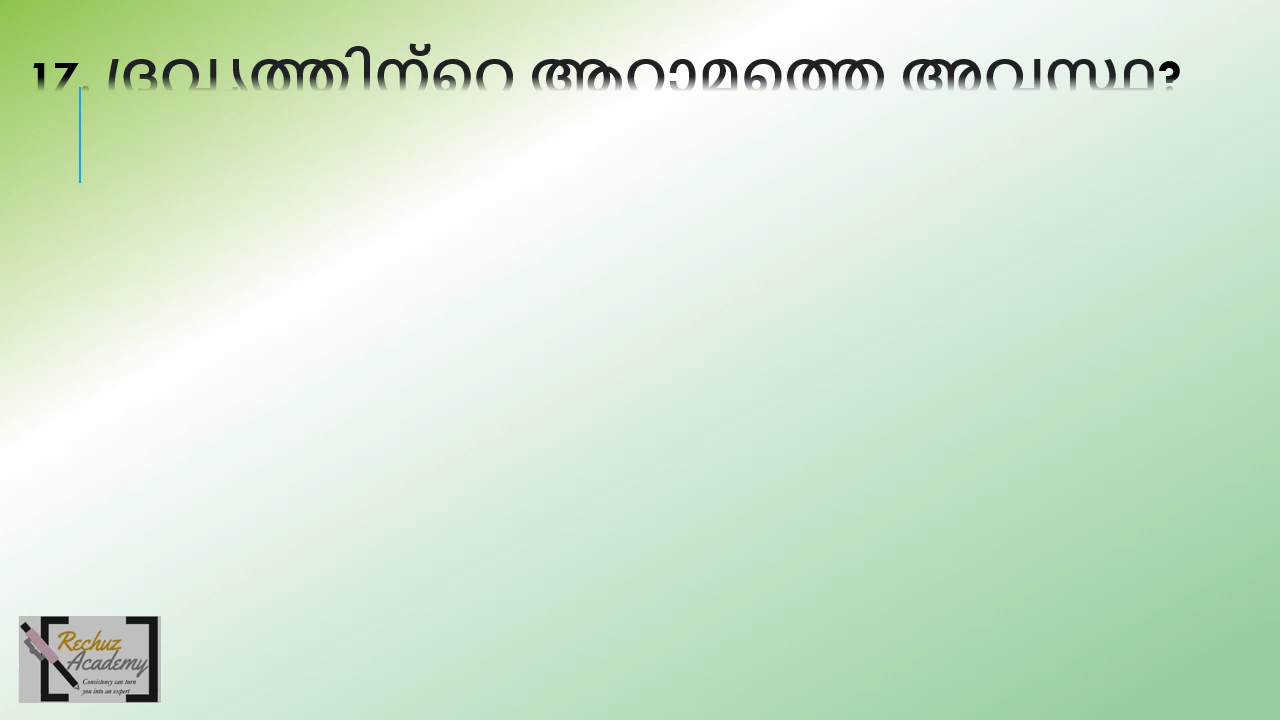 17. ദ്രവ്യത്തിന്റെ ആറാമത്തെ അവസ്ഥ?
Rechuz
Academy
Consistency can turn
you into an expert